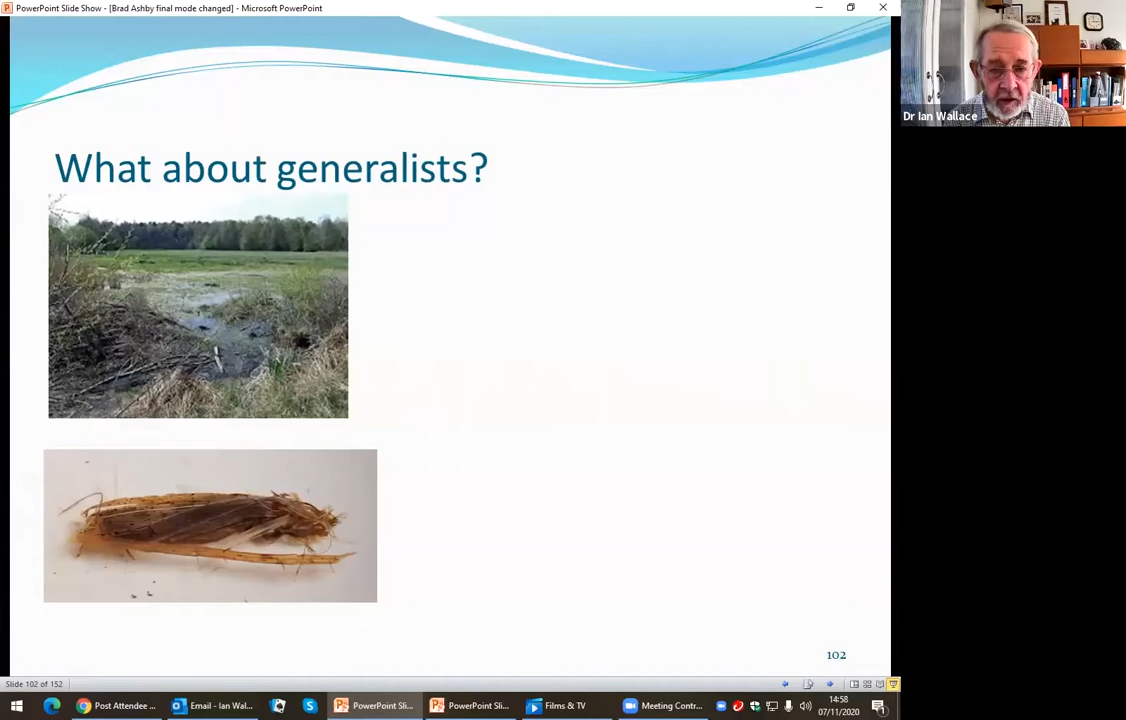 PowerPoint Slide Show - [Brad Ashby final mode changed] - Microsoft PowerPoint
Dr Ian Wallace
What about generalists?
102
Slide 102 of 152
Post Attendee ...
Email - Ian Wal...
PowerPoint Sli...
PowerPoint Sli...
Films & TV
Meeting Contr...
14:58
07/11/2020